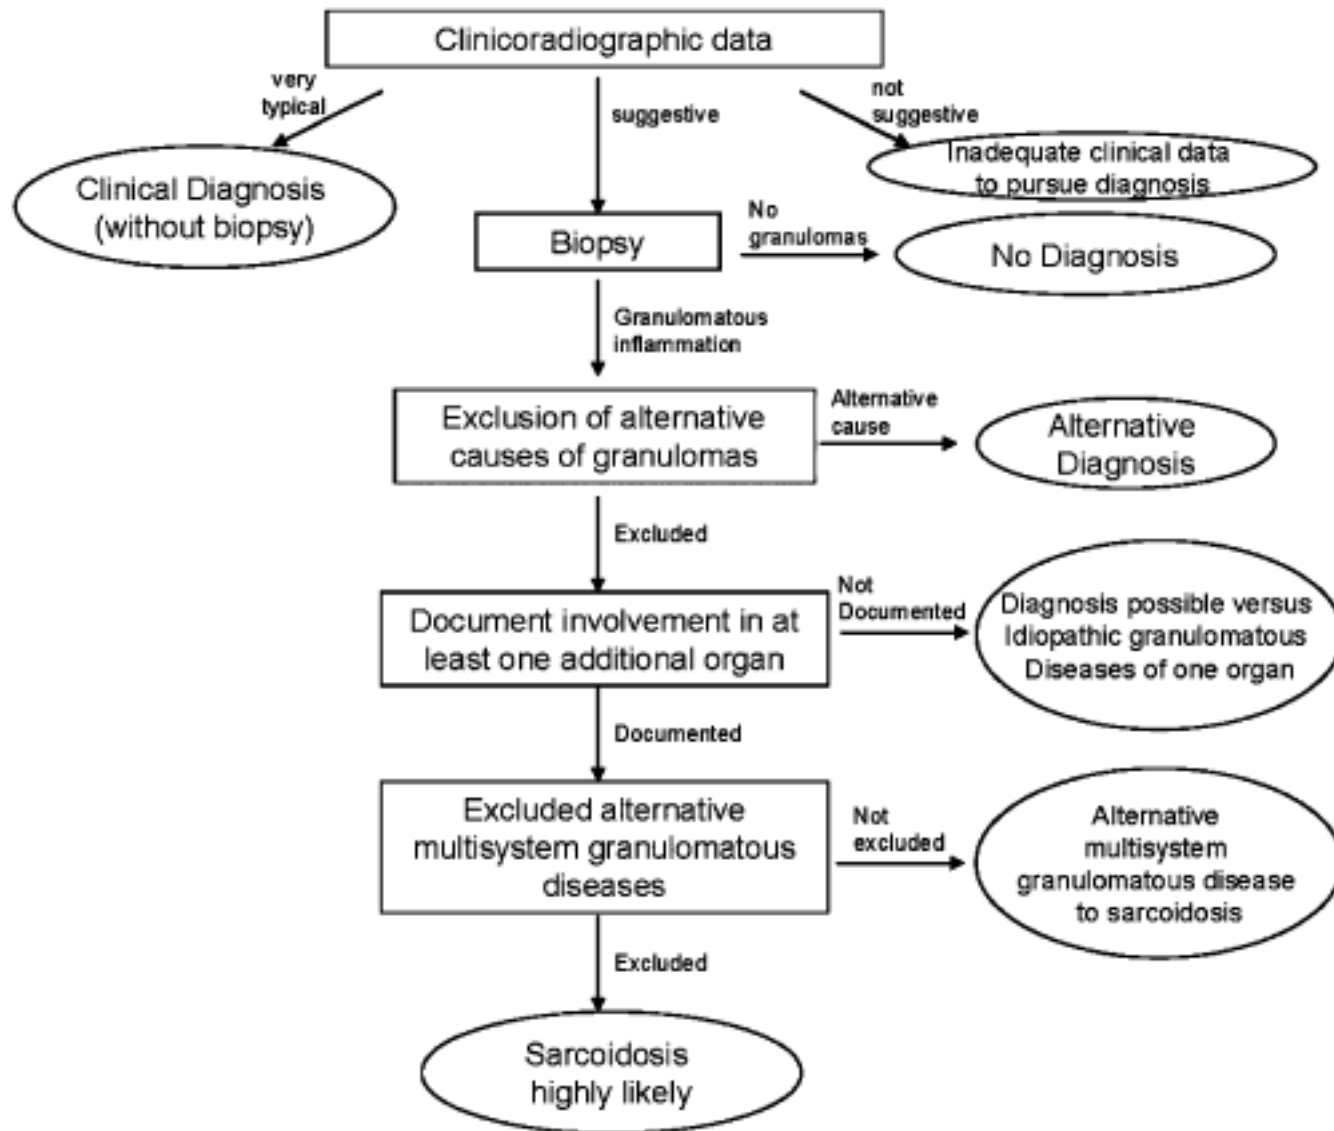 Clinicoradiographic data
very
typical
suggestive
not
suggestive
Clinical Diagnosis
(without biopsy)
Inadequate clinical data
to pursue diagnosis
Biopsy
No
granulomas
No Diagnosis
Granulomatous
inflammation
Exclusion of alternative
causes of granulomas
Alternative
cause
Alternative
Diagnosis
Excluded
Document involvement in at
least one additional organ
Not
Documented
Diagnosis possible versus
Idiopathic granulomatous
Diseases of one organ
Documented
Excluded alternative
multisystem granulomatous
diseases
Not
excluded
Alternative
multisystem
granulomatous disease
to sarcoidosis
Excluded
Sarcoidosis
highly likely